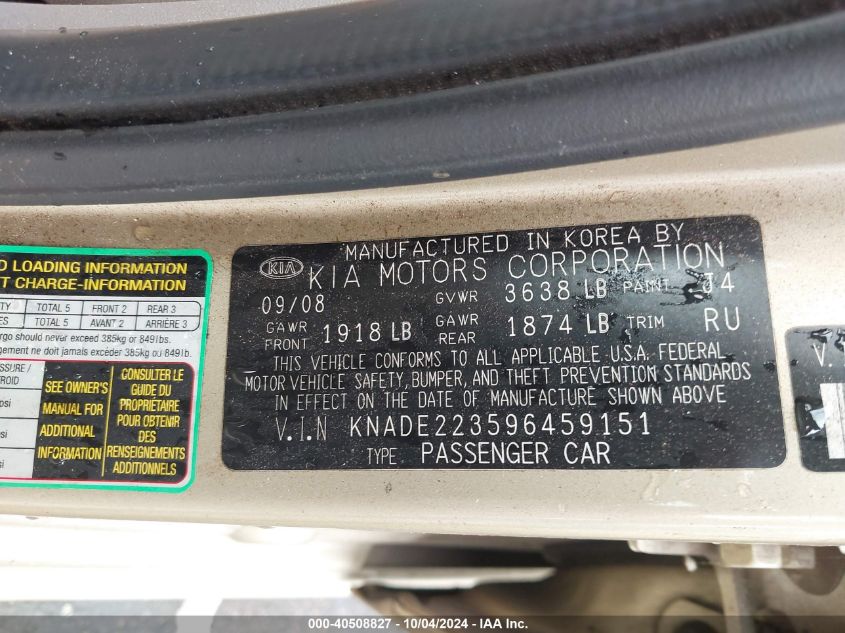 MANUFACTURED IN KOREA BY
KIA KIA MOTORS CORPORATION
09/08 GVWR 3638 LB PAINT J4
GAWR FRONT 1918 LB GAWR REAR 1874 LB TRIM RU
THIS VEHICLE CONFORMS TO ALL APPLICABLE U.S.A. FEDERAL
MOTOR VEHICLE SAFETY, BUMPER, AND THEFT PREVENTION STANDARDS
IN EFFECT ON THE DATE OF MANUFACTURE SHOWN ABOVE
V.I.N KNADE223596459151
TYPE PASSENGER CAR
LOADING INFORMATION
CHARGE-INFORMATION
TOTAL 5 FRONT 2 REAR 3
TOTAL 5 AVANT 2 ARRIÈRE 3
should never exceed 385kg or 849lbs.
ne doit jamais excéder 385kg or 849lb.
SEE OWNER'S
MANUAL FOR
ADDITIONAL
INFORMATION
CONSULTER LE
GUIDE DU
PROPRIÉTAIRE
POUR OBTENIR
DES
RENSEIGNEMENTS
ADDITIONNELS
V.
000-40508827 - 10/04/2024 - IAA Inc.